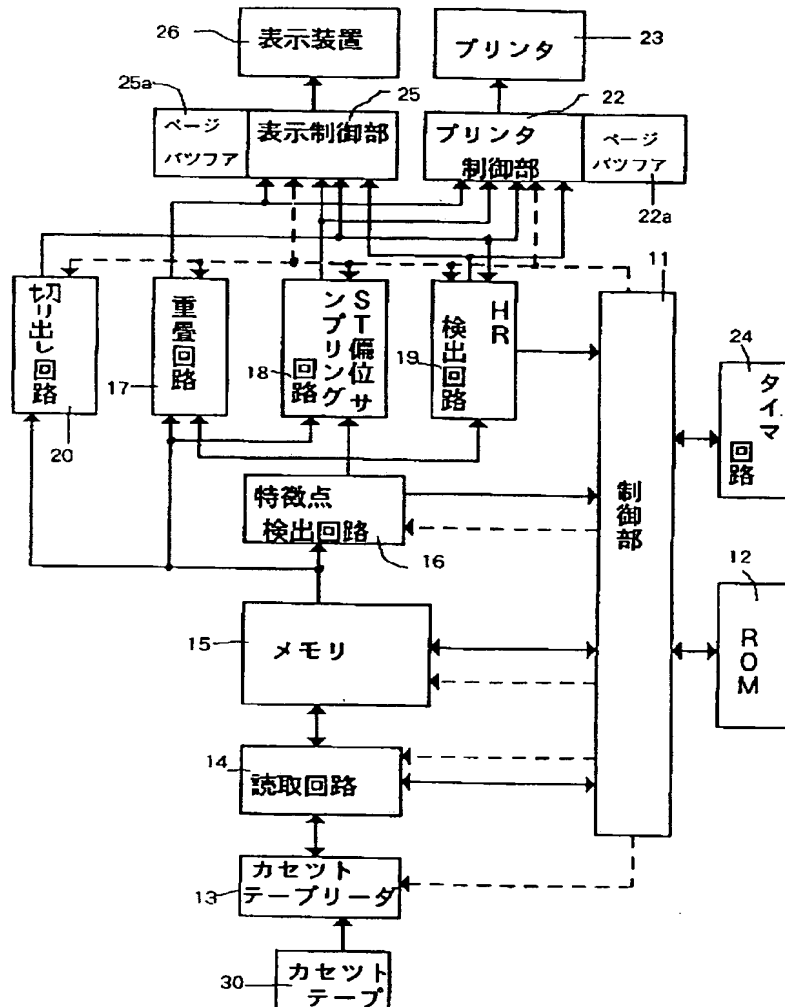 26
表示装置
プリンタ
23
25a
25
22
ページ
バツフア
表示制御部
プリンタ
制御部
ページ
バツフア
22a
11
切り出し回路
20
重畳回路
17
ST偏位サ
ンプリング
回路
18
HR
検出回路
19
24
タイマ
回路
制御部
特徴点
検出回路
16
12
ROM
15
メモリ
14
読取回路
カセット
テープリーダ
13
30
カセット
テープ